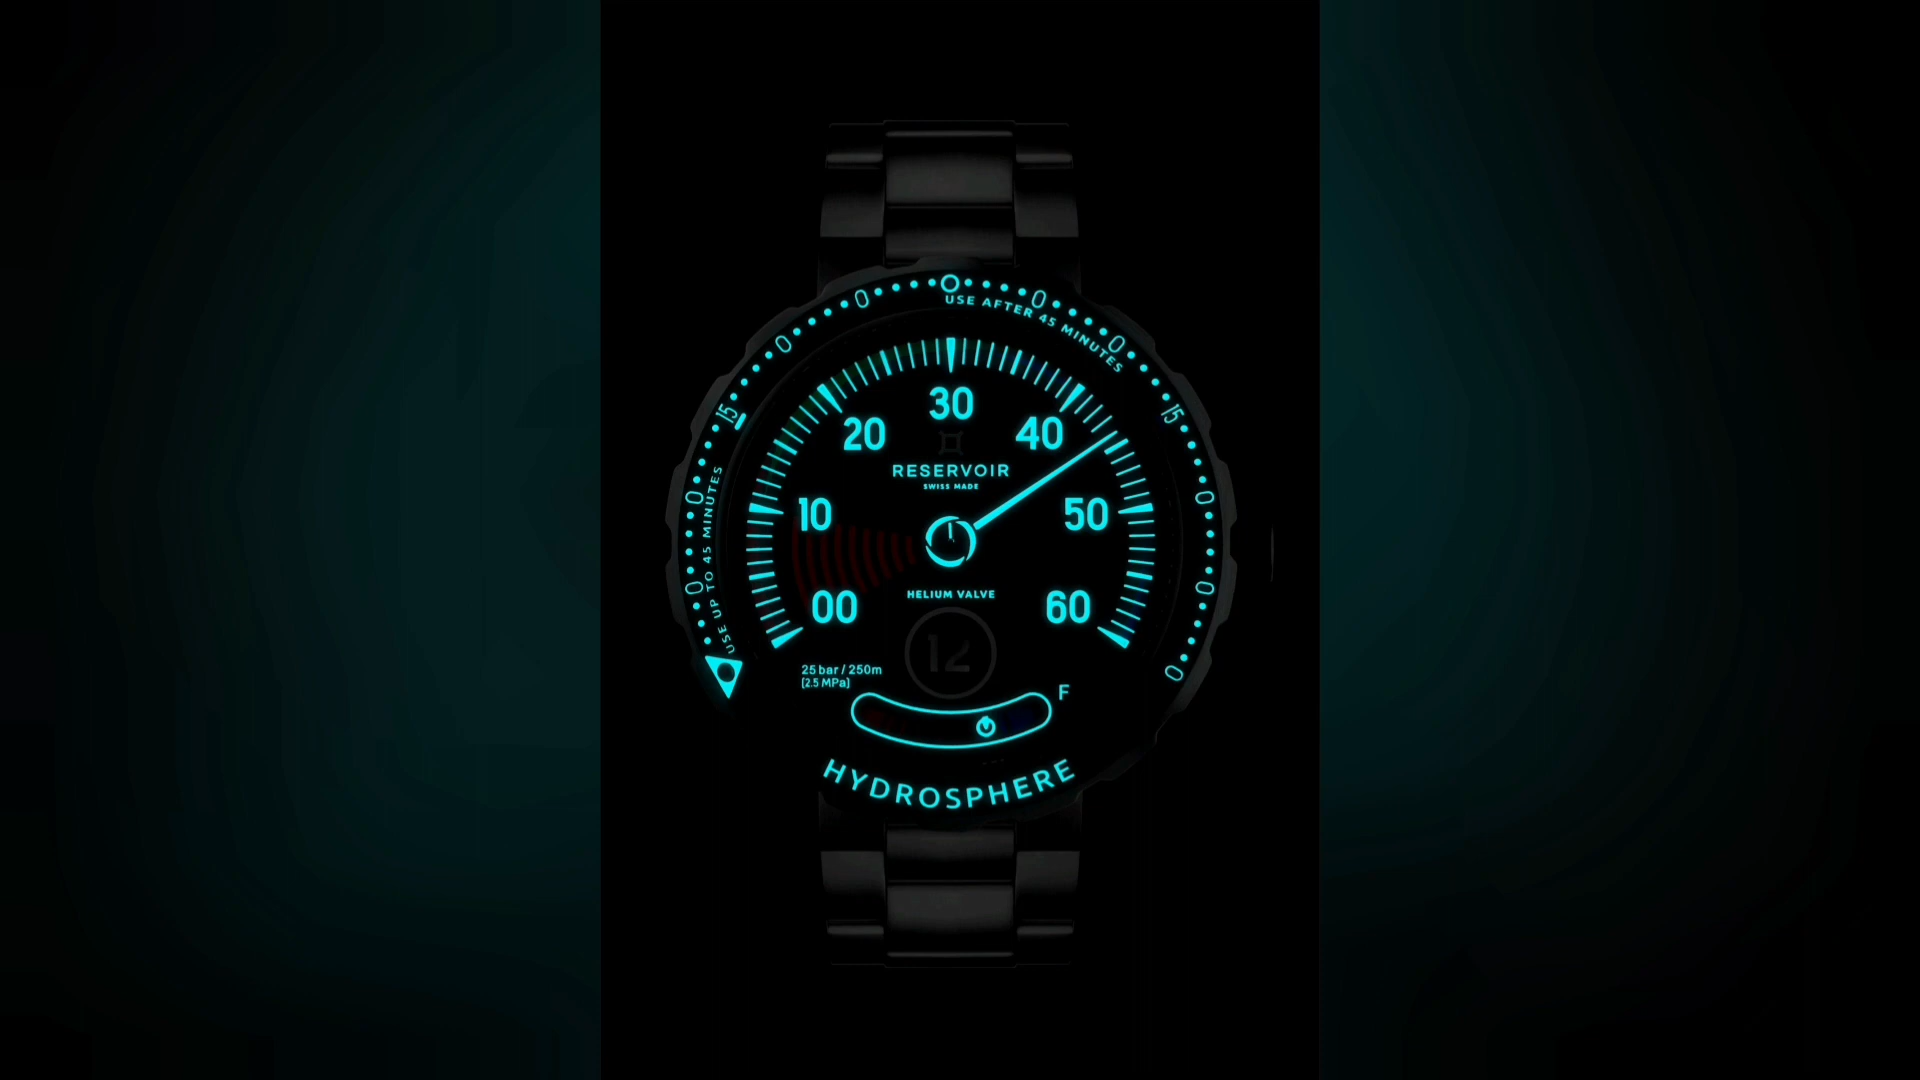 USE AFTER 45 MINUTES
USE UP TO 45 MINUTES
0
0
0
0
15
15
0
0
0
0
0
30
20
40
RESERVOIR
SWISS MADE
10
50
HELIUM VALVE
00
60
12
25 bar / 250m
(2.5 MPa)
F
HYDROSPHERE